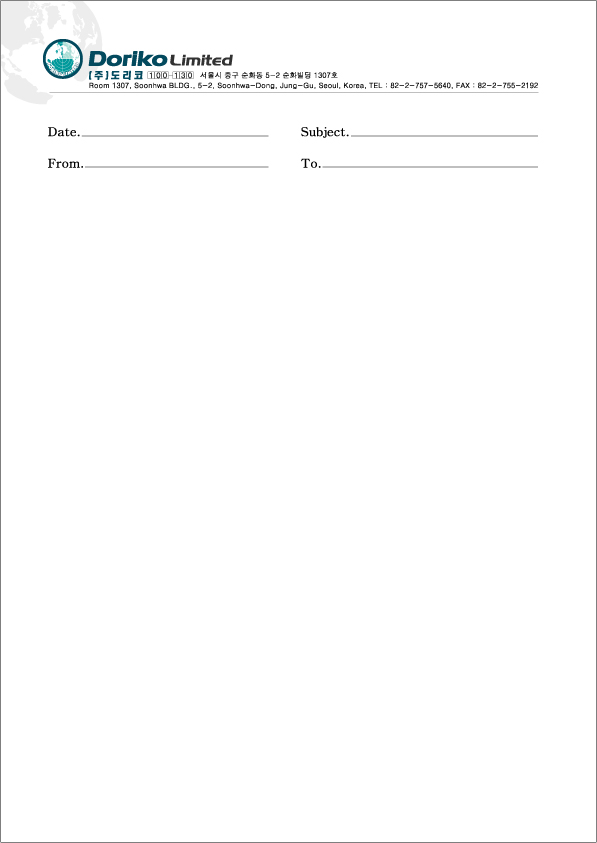 Doriko Limited
(주)도리코 100-130 서울시 중구 순화동 5-2 순화빌딩 1307호
Room 1307, Soonhwa BLDG., 5-2, Soonhwa-Dong, Jung-Gu, Seoul, Korea, TEL : 82-2-757-5640, FAX : 82-2-755-2192
Date. Subject.
From. To.